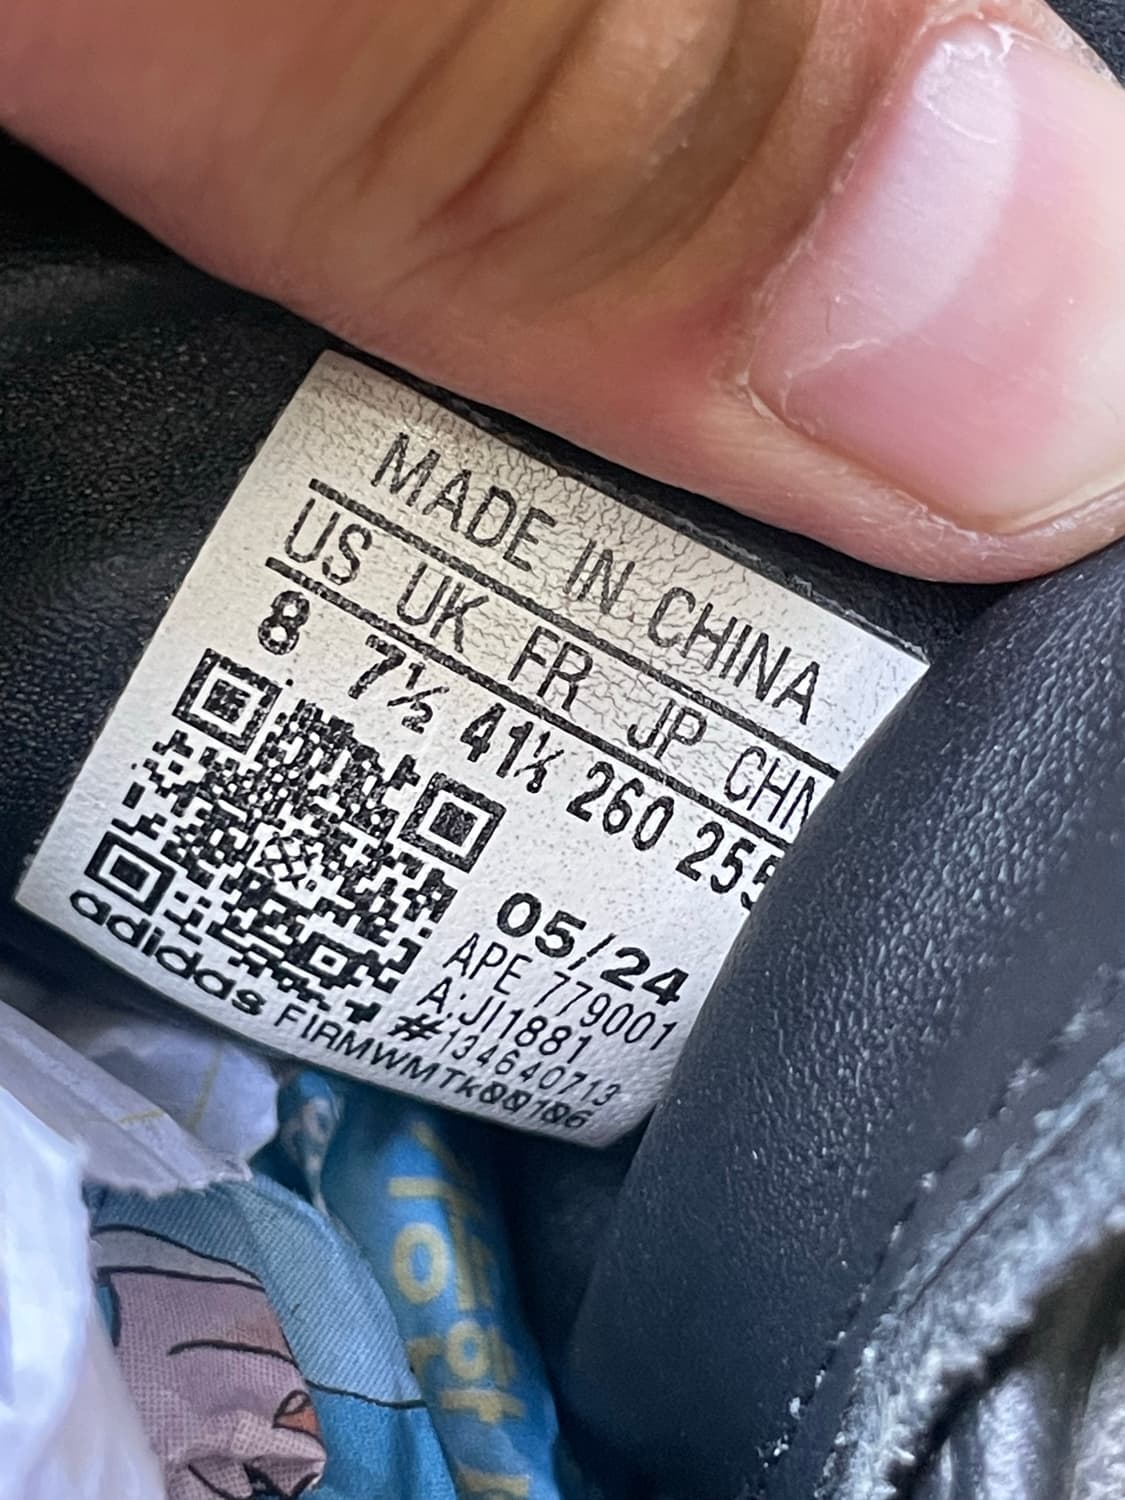 MADE IN CHINA
US UK FR JP CHN
8 7½ 41⅓ 260 255
05/24
APE 779001
A:JI1881
#134640713
adidas FIRMWMTK00106